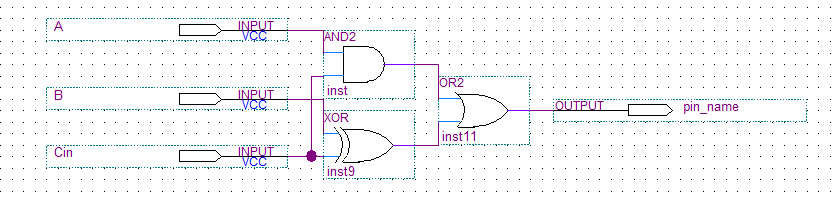 A
INPUT
VCC
AND2
inst
B
INPUT
VCC
OR2
inst11
OUTPUT
pin_name
XOR
inst9
Cin
INPUT
VCC